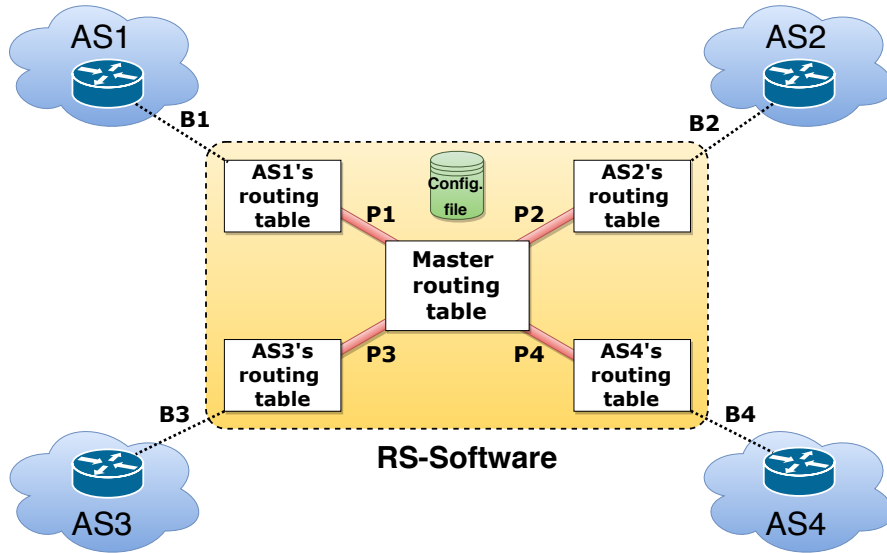 AS1
AS2
B1
B2
AS1's
routing
table
Config.
file
AS2's
routing
table
P1
P2
Master
routing
table
AS3's
routing
table
P3
P4
AS4's
routing
table
B3
B4
RS-Software
AS3
AS4